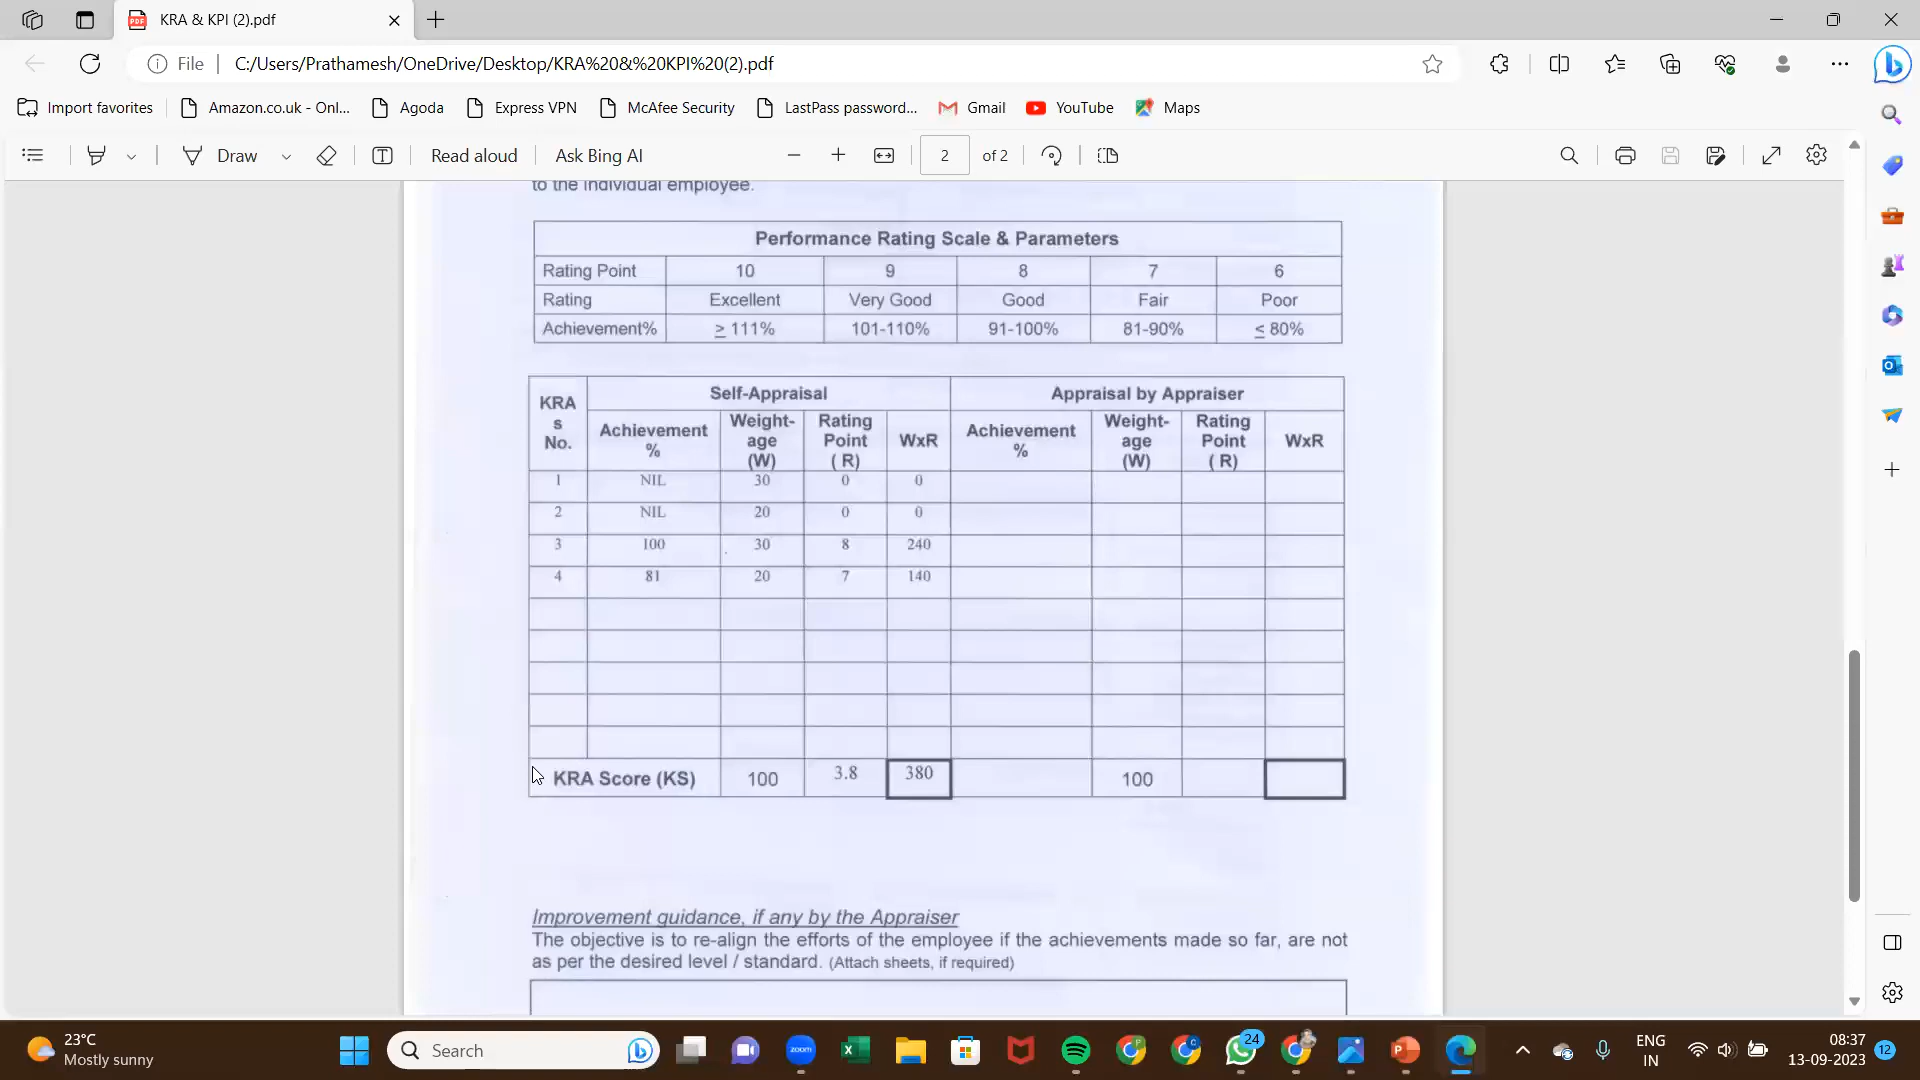 KRA & KPI (2).pdf
File C:/Users/Prathamesh/OneDrive/Desktop/KRA%20&%20KPI%20(2).pdf
Import favorites Amazon.co.uk - Onl... Agoda Express VPN McAfee Security LastPass password... Gmail YouTube Maps
Draw Read aloud Ask Bing AI 2 of 2
to the individual employee.
Performance Rating Scale & Parameters
Rating Point 10 9 8 7 6
Rating Excellent Very Good Good Fair Poor
Achievement% ≥ 111% 101-110% 91-100% 81-90% ≤ 80%
KRA s No. Self-Appraisal Appraisal by Appraiser
Achievement % Weight-age (W) Rating Point ( R) WxR Achievement % Weight-age (W) Rating Point ( R) WxR
1 NIL 30 0 0
2 NIL 20 0 0
3 100 30 8 240
4 81 20 7 140
KRA Score (KS) 100 3.8 380 100
Improvement guidance, if any by the Appraiser
The objective is to re-align the efforts of the employee if the achievements made so far, are not
as per the desired level / standard. (Attach sheets, if required)
23°C
Mostly sunny
Search
zoom
24
ENG
IN
08:37
13-09-2023
12